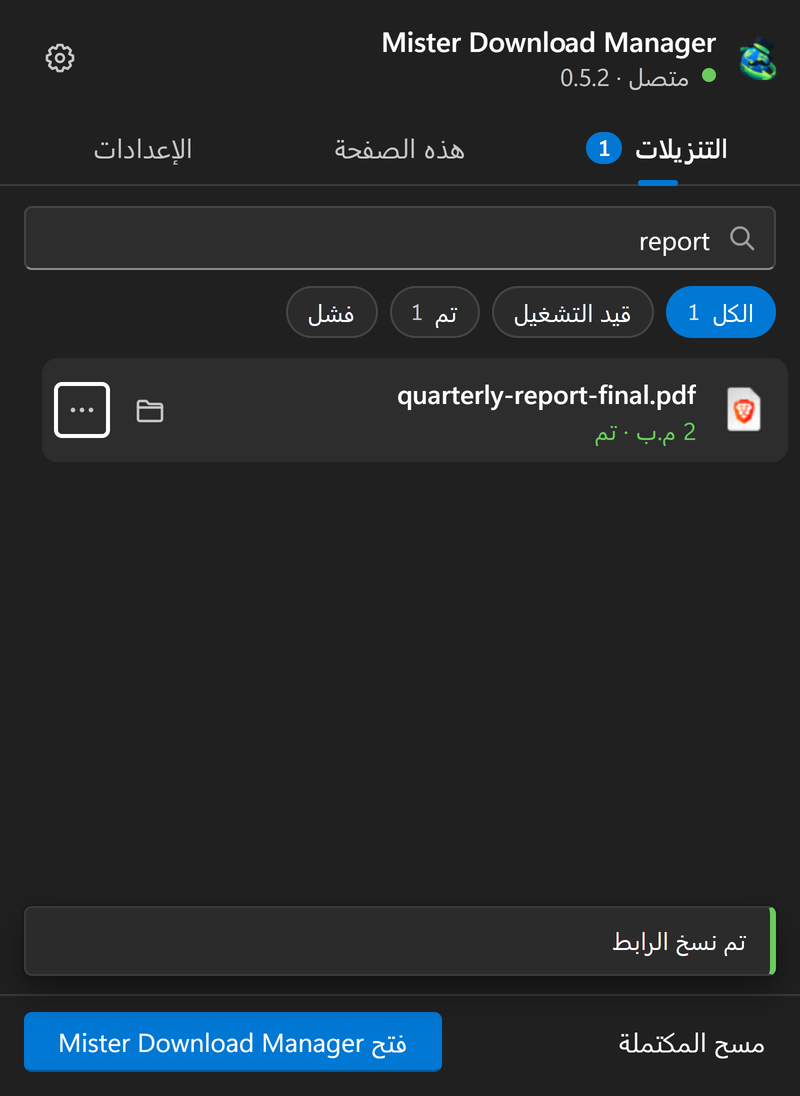 Mister Download Manager
متصل · 0.5.2
التنزيلات 1
هذه الصفحة
الإعدادات
report
الكل 1
قيد التشغيل
تم 1
فشل
quarterly-report-final.pdf
2 م.ب · تم
تم نسخ الرابط
مسح المكتملة
فتح Mister Download Manager